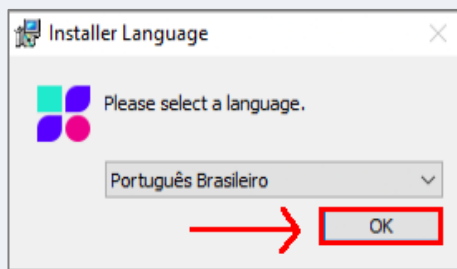 Installer Language
Please select a language.
Português Brasileiro
OK